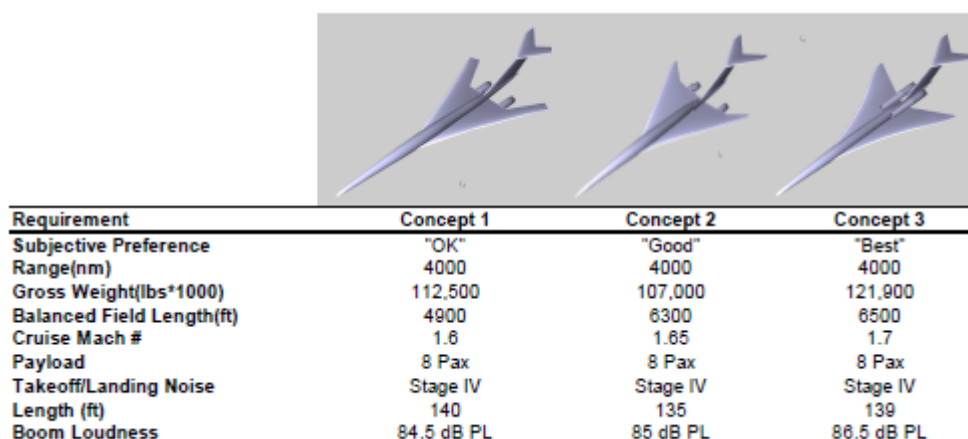 Requirement Concept 1 Concept 2 Concept 3
Subjective Preference "OK" "Good" "Best"
Range(nm) 4000 4000 4000
Gross Weight(lbs*1000) 112,500 107,000 121,900
Balanced Field Length(ft) 4900 6300 6500
Cruise Mach # 1.6 1.65 1.7
Payload 8 Pax 8 Pax 8 Pax
Takeoff/Landing Noise Stage IV Stage IV Stage IV
Length (ft) 140 135 139
Boom Loudness 84.5 dB PL 85 dB PL 86.5 dB PL